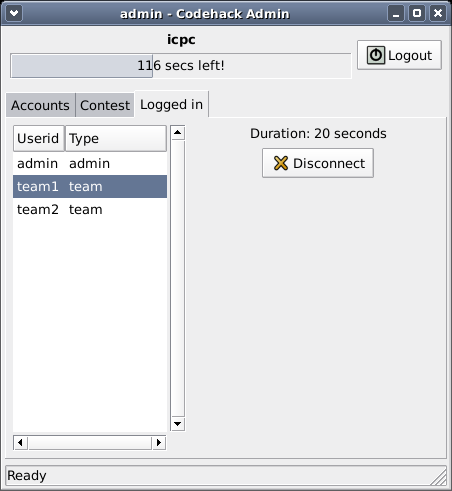 admin - Codehack Admin
icpc
116 secs left!
Logout
Accounts Contest Logged in
Userid Type
admin admin
team1 team
team2 team
Duration: 20 seconds
Disconnect
Ready